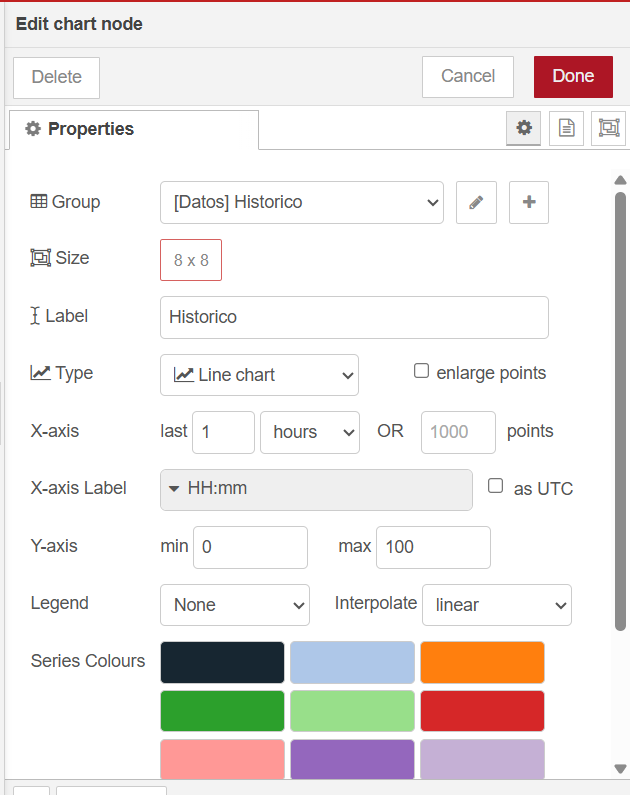 Edit chart node
Delete Cancel Done
Properties
Group [Datos] Historico
Size 8 x 8
Label Historico
Type Line chart enlarge points
X-axis last 1 hours OR 1000 points
X-axis Label HH:mm as UTC
Y-axis min 0 max 100
Legend None Interpolate linear
Series Colours